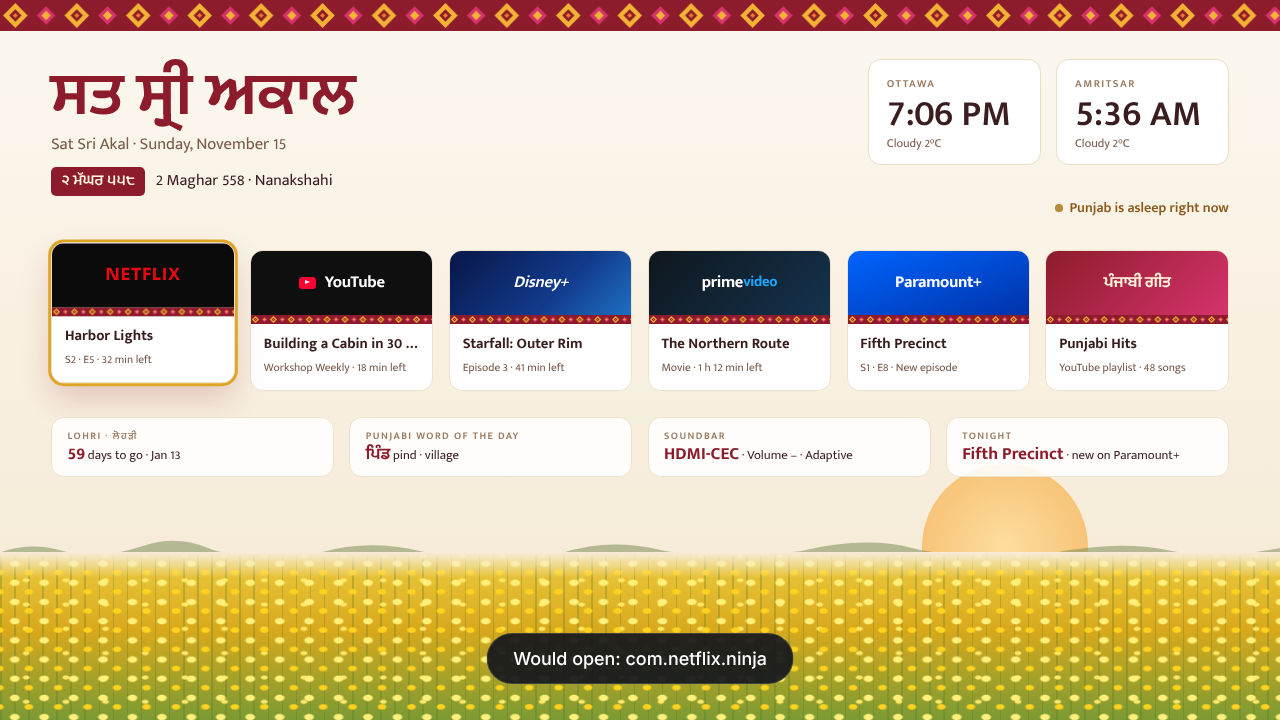 ਸਤ ਸ੍ਰੀ ਅਕਾਲ
Sat Sri Akal · Sunday, November 15
੨ ਮੱਘਰ ੫੫੮ 2 Maghar 558 · Nanakshahi
OTTAWA
7:06 PM
Cloudy 2°C
AMRITSAR
5:36 AM
Cloudy 2°C
Punjab is asleep right now
NETFLIX
Harbor Lights
S2 · E5 · 32 min left
YouTube
Building a Cabin in 30 ...
Workshop Weekly · 18 min left
Disney+
Starfall: Outer Rim
Episode 3 · 41 min left
primevideo
The Northern Route
Movie · 1 h 12 min left
Paramount+
Fifth Precinct
S1 · E8 · New episode
ਪੰਜਾਬੀ ਗੀਤ
Punjabi Hits
YouTube playlist · 48 songs
LOHRI · ਲੋਹੜੀ
59 days to go · Jan 13
PUNJABI WORD OF THE DAY
ਪਿੰਡ pind · village
SOUNDBAR
HDMI-CEC · Volume – · Adaptive
TONIGHT
Fifth Precinct · new on Paramount+
Would open: com.netflix.ninja